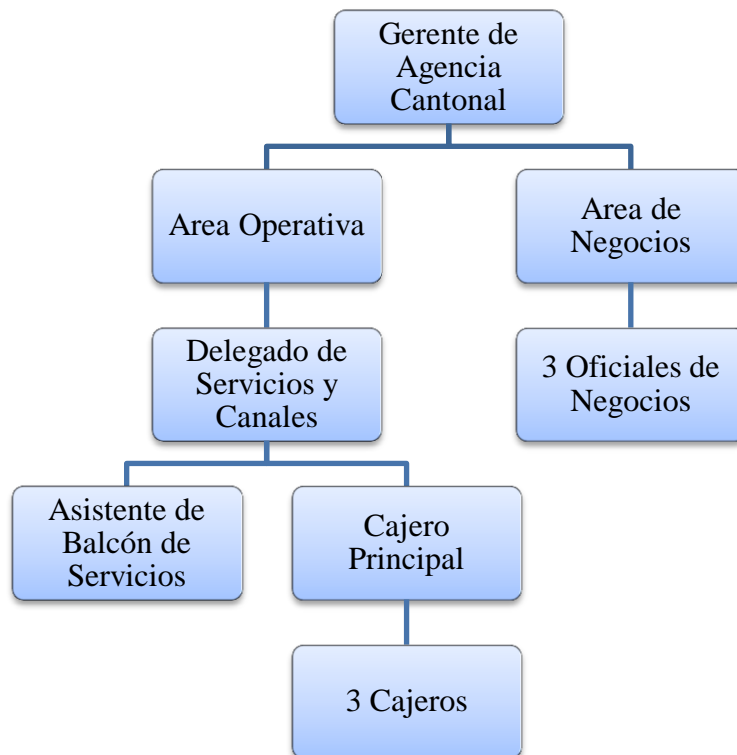 Gerente de
Agencia
Cantonal
Area Operativa
Area de
Negocios
Delegado de
Servicios y
Canales
3 Oficiales de
Negocios
Asistente de
Balcón de
Servicios
Cajero
Principal
3 Cajeros